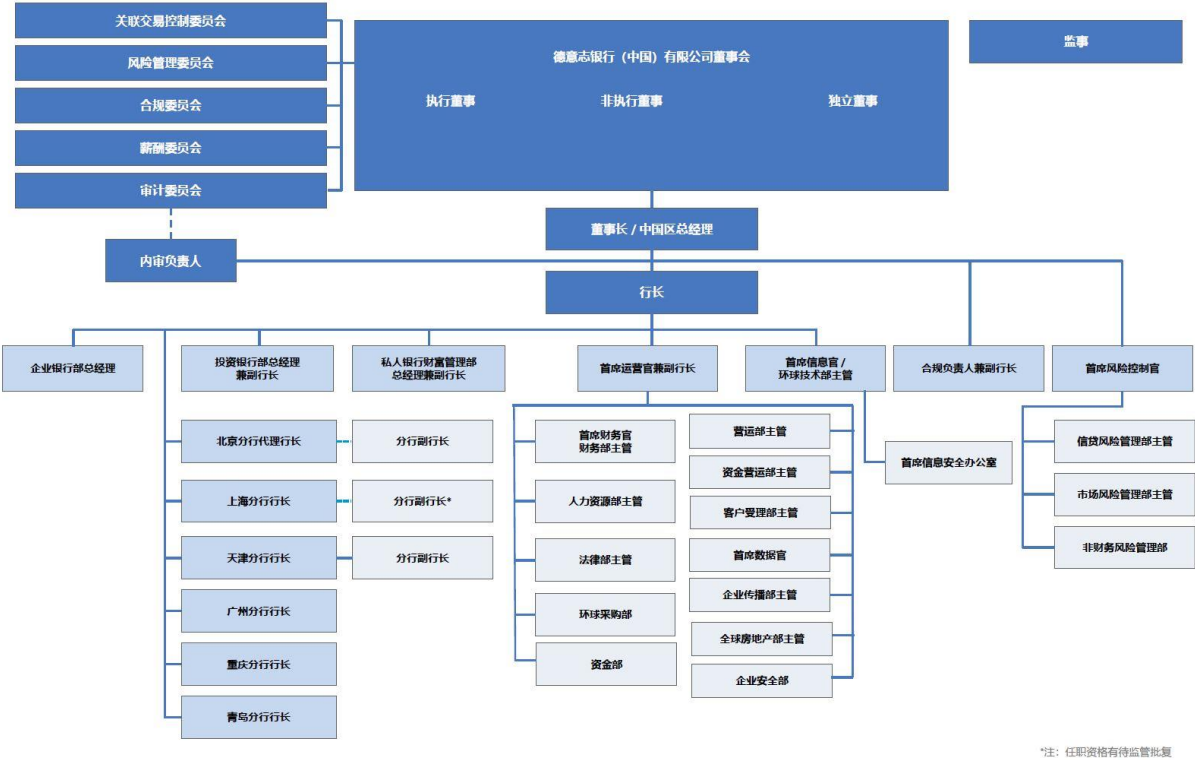 关联交易控制委员会
风险管理委员会
合规委员会
薪酬委员会
审计委员会
德意志银行（中国）有限公司董事会
执行董事
非执行董事
独立董事
监事
董事长 / 中国区总经理
内审负责人
行长
企业银行部总经理
投资银行部总经理
兼副行长
私人银行财富管理部
总经理兼副行长
首席运营官兼副行长
首席信息官 /
环球技术部主管
合规负责人兼副行长
首席风险控制官
北京分行代理行长
分行副行长
上海分行行长
分行副行长*
天津分行行长
分行副行长
广州分行行长
重庆分行行长
青岛分行行长
首席财务官
财务部主管
人力资源部主管
法律部主管
环球采购部
资金部
营运部主管
资金营运部主管
客户受理部主管
首席数据官
企业传播部主管
全球房地产部主管
企业安全部
首席信息安全办公室
信贷风险管理部主管
市场风险管理部主管
非财务风险管理部
*注：任职资格有待监管批复